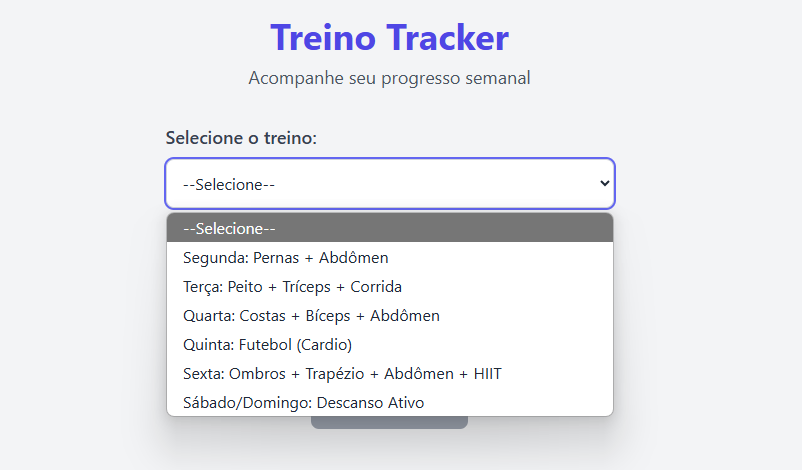 Treino Tracker
Acompanhe seu progresso semanal
Selecione o treino:
--Selecione--
--Selecione--
Segunda: Pernas + Abdômen
Terça: Peito + Tríceps + Corrida
Quarta: Costas + Bíceps + Abdômen
Quinta: Futebol (Cardio)
Sexta: Ombros + Trapézio + Abdômen + HIIT
Sábado/Domingo: Descanso Ativo